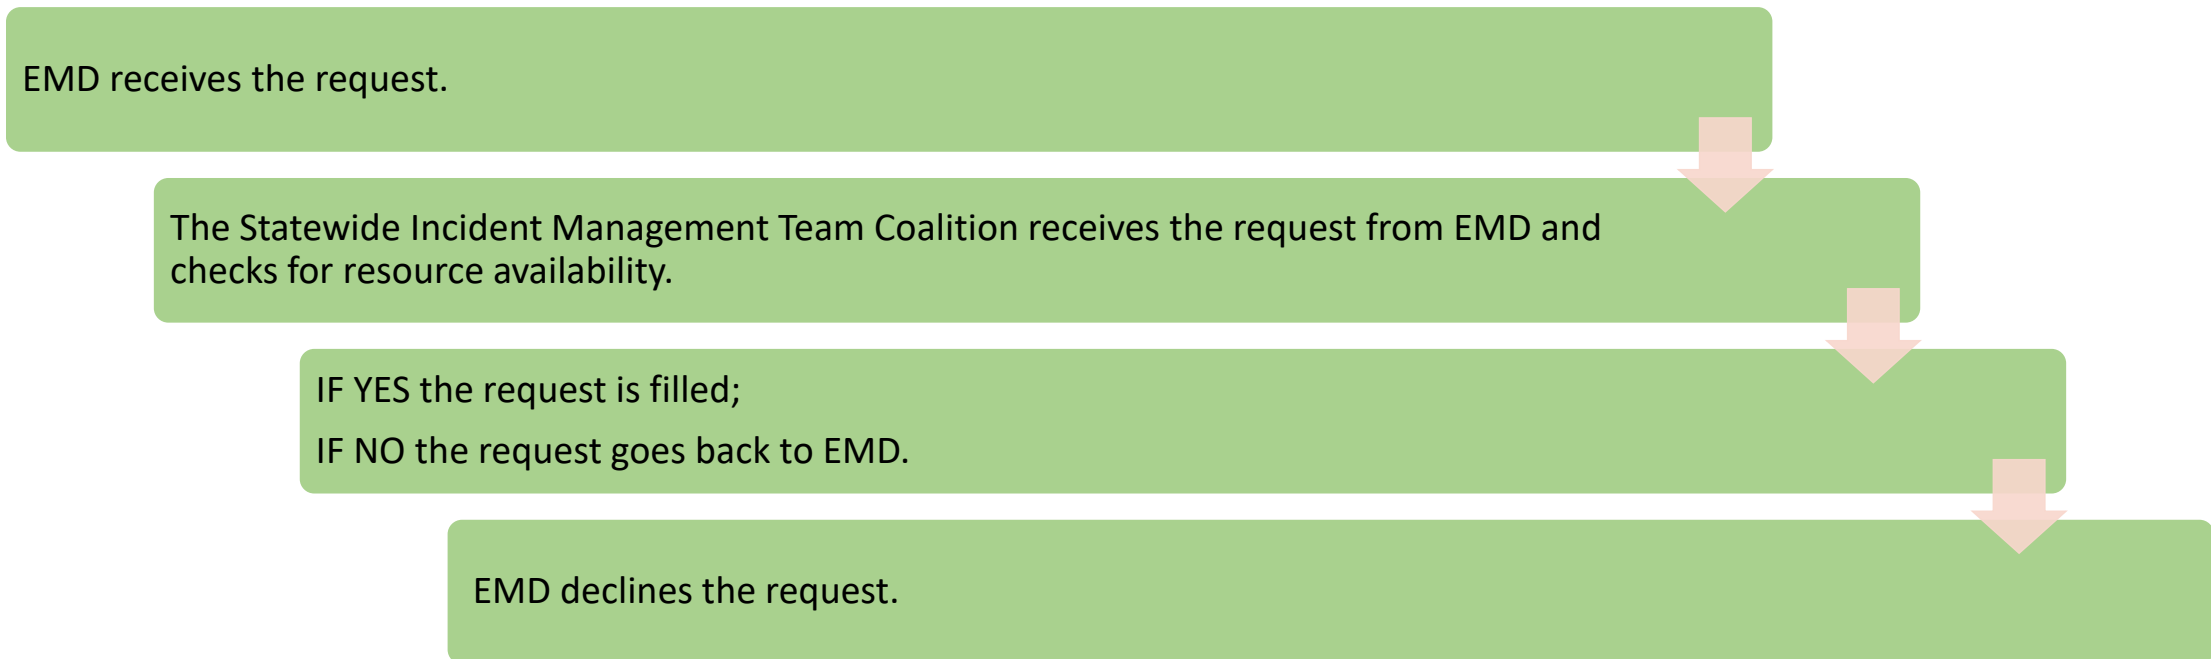 EMD receives the request.
The Statewide Incident Management Team Coalition receives the request from EMD and
checks for resource availability.
IF YES the request is filled;
IF NO the request goes back to EMD.
EMD declines the request.